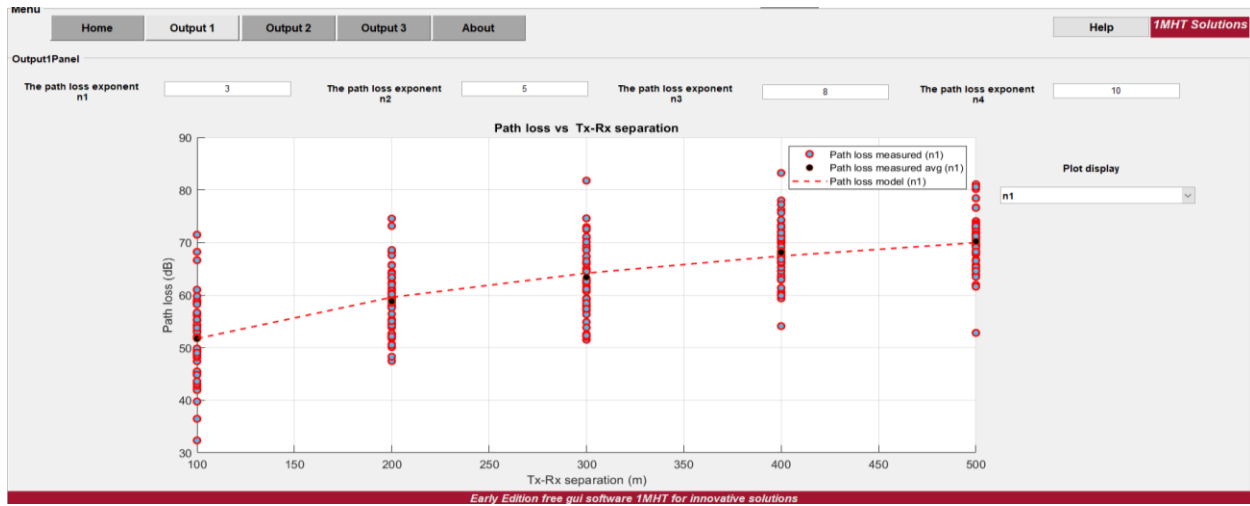 Menu
Home Output 1 Output 2 Output 3 About Help 1MHT Solutions
Output1Panel
The path loss exponent n1 3
The path loss exponent n2 5
The path loss exponent n3 8
The path loss exponent n4 10
Path loss vs Tx-Rx separation
Path loss measured (n1)
Path loss measured avg (n1)
Path loss model (n1)
Plot display
n1
Path loss (dB)
90
80
70
60
50
40
30
100 150 200 250 300 350 400 450 500
Tx-Rx separation (m)
Early Edition free gui software 1MHT for innovative solutions